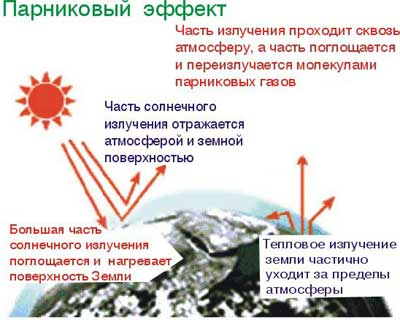 Парниковый эффект
Часть излучения проходит сквозь
атмосферу, а часть поглощается
и переизлучается молекулами
парниковых газов
Часть солнечного
излучения отражается
атмосферой и земной
поверхностью
Большая часть
солнечного излучения
поглощается и нагревает
поверхность Земли
Тепловое излучение
земли частично
уходит за пределы
атмосферы